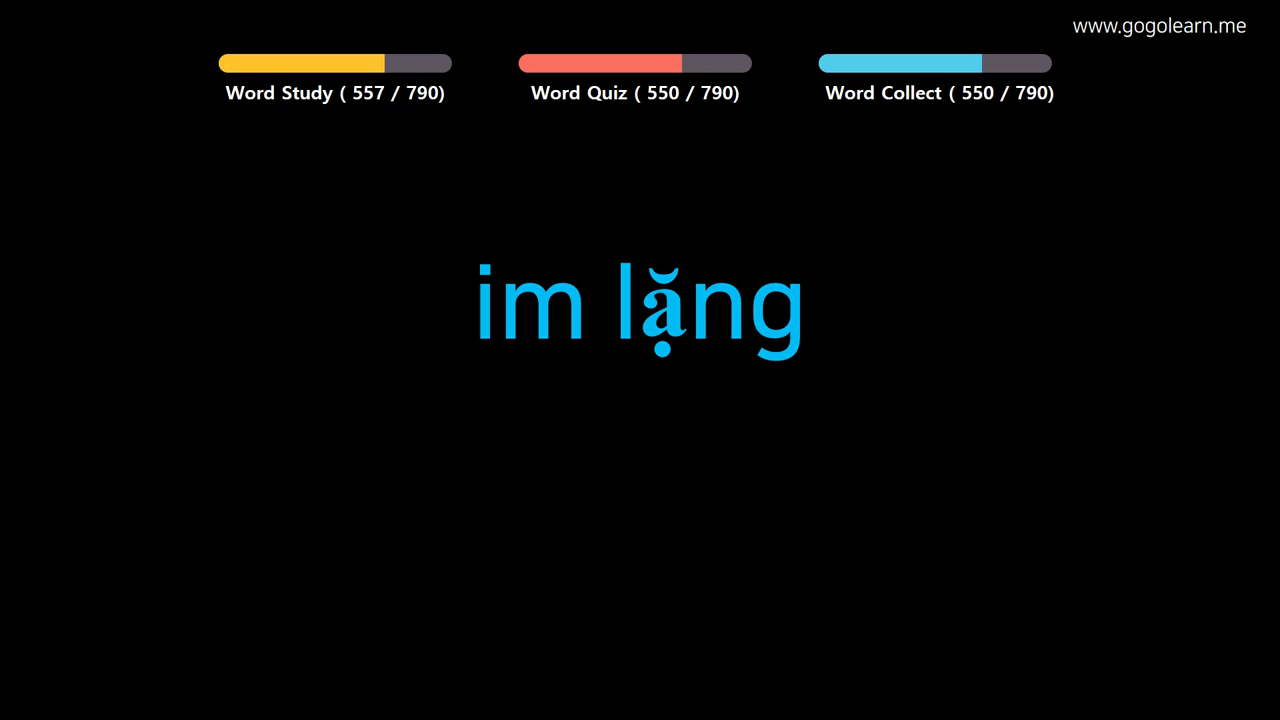 www.gogolearn.me
Word Study ( 557 / 790)
Word Quiz ( 550 / 790)
Word Collect ( 550 / 790)
im lặng